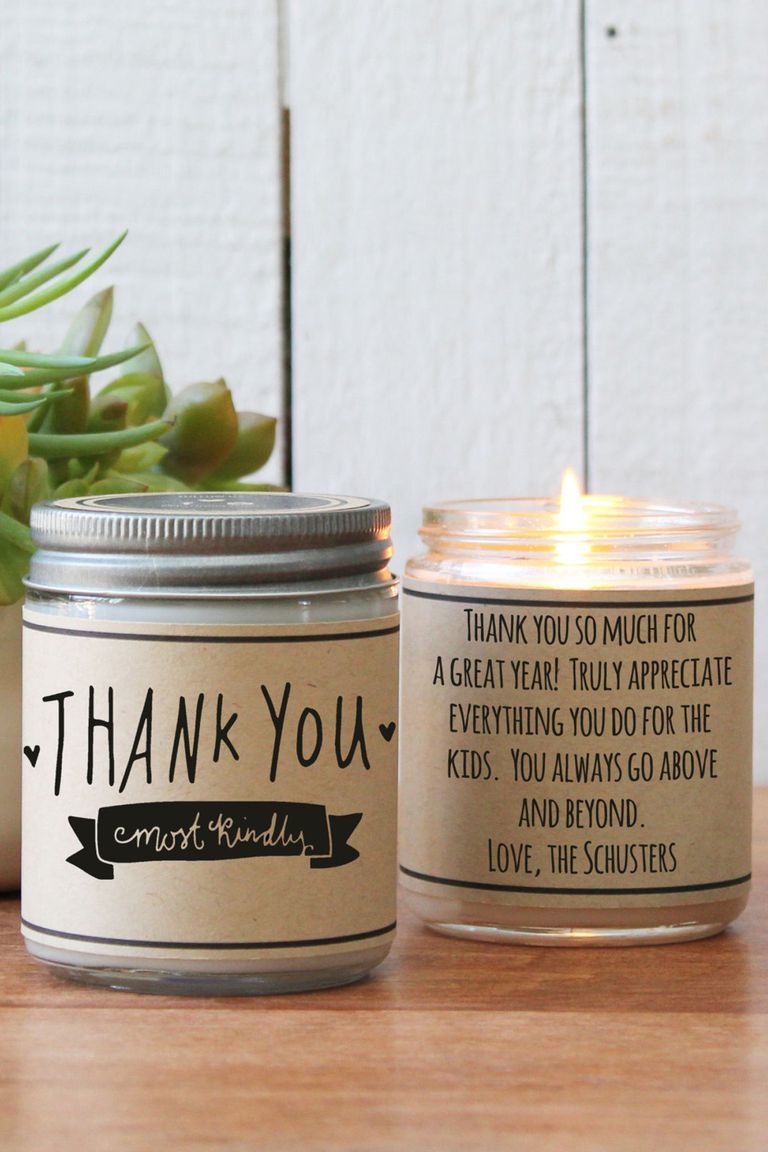 THANK YOU
most kindly
THANK YOU SO MUCH FOR
A GREAT YEAR! TRULY APPRECIATE
EVERYTHING YOU DO FOR THE
KIDS. YOU ALWAYS GO ABOVE
AND BEYOND.
LOVE, THE SCHUSTERS